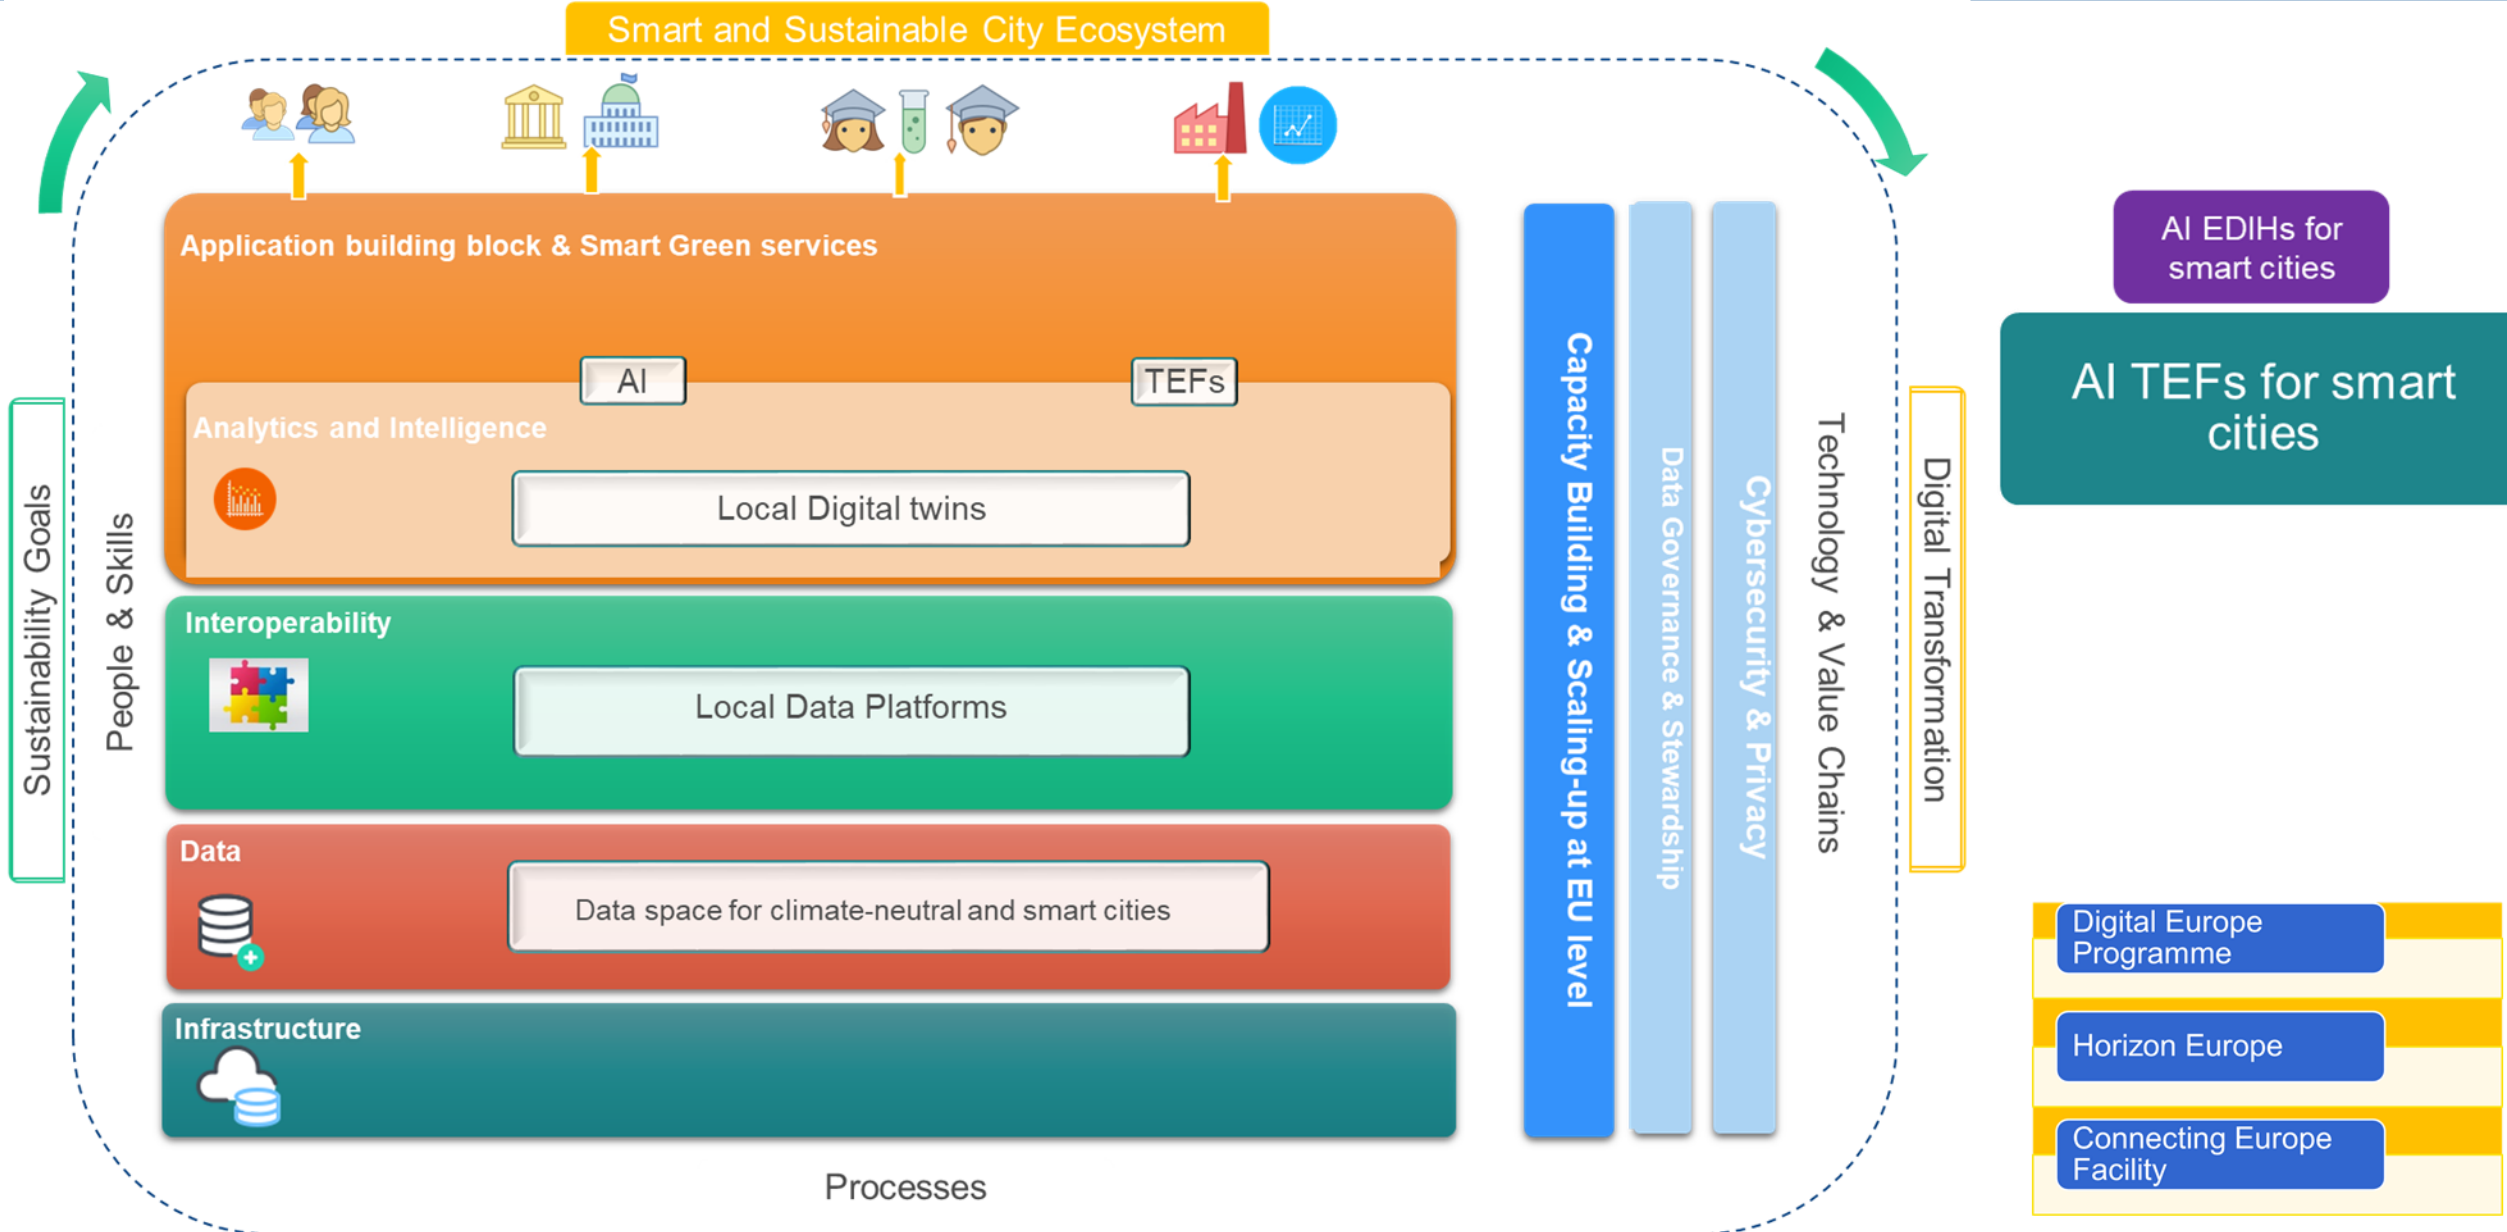 Smart and Sustainable City Ecosystem
Sustainability Goals
People & Skills
Application building block & Smart Green services
AI
TEFs
Analytics and Intelligence
Local Digital twins
Interoperability
Local Data Platforms
Data
Data space for climate-neutral and smart cities
Infrastructure
Processes
Capacity Building & Scaling-up at EU level
Data Governance & Stewardship
Cybersecurity & Privacy
Technology & Value Chains
Digital Transformation
AI EDIHs for
smart cities
AI TEFs for smart
cities
Digital Europe
Programme
Horizon Europe
Connecting Europe
Facility